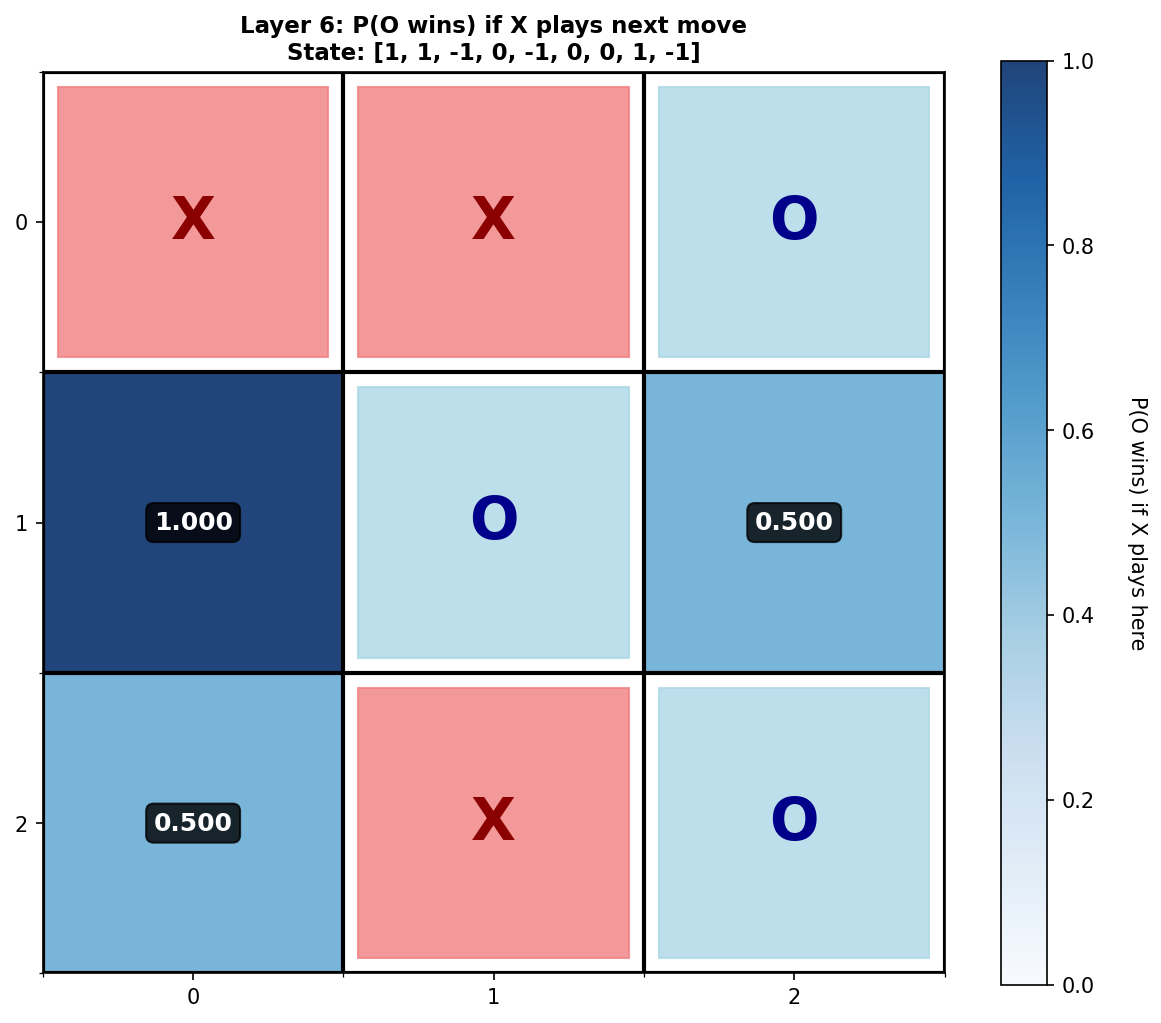 Layer 6: P(O wins) if X plays next move
State: [1, 1, -1, 0, -1, 0, 0, 1, -1]
X X O
1.000 O 0.500
0.500 X O
0
1
2
0 1 2
1.0
0.8
0.6
0.4
0.2
0.0
P(O wins) if X plays here